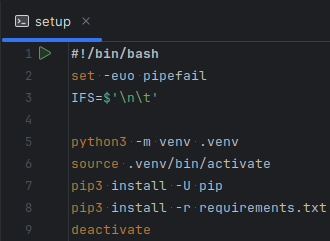 setup
1 #!/bin/bash
2 set -euo pipefail
3 IFS=$'\n\t'
4
5 python3 -m venv .venv
6 source .venv/bin/activate
7 pip3 install -U pip
8 pip3 install -r requirements.txt
9 deactivate